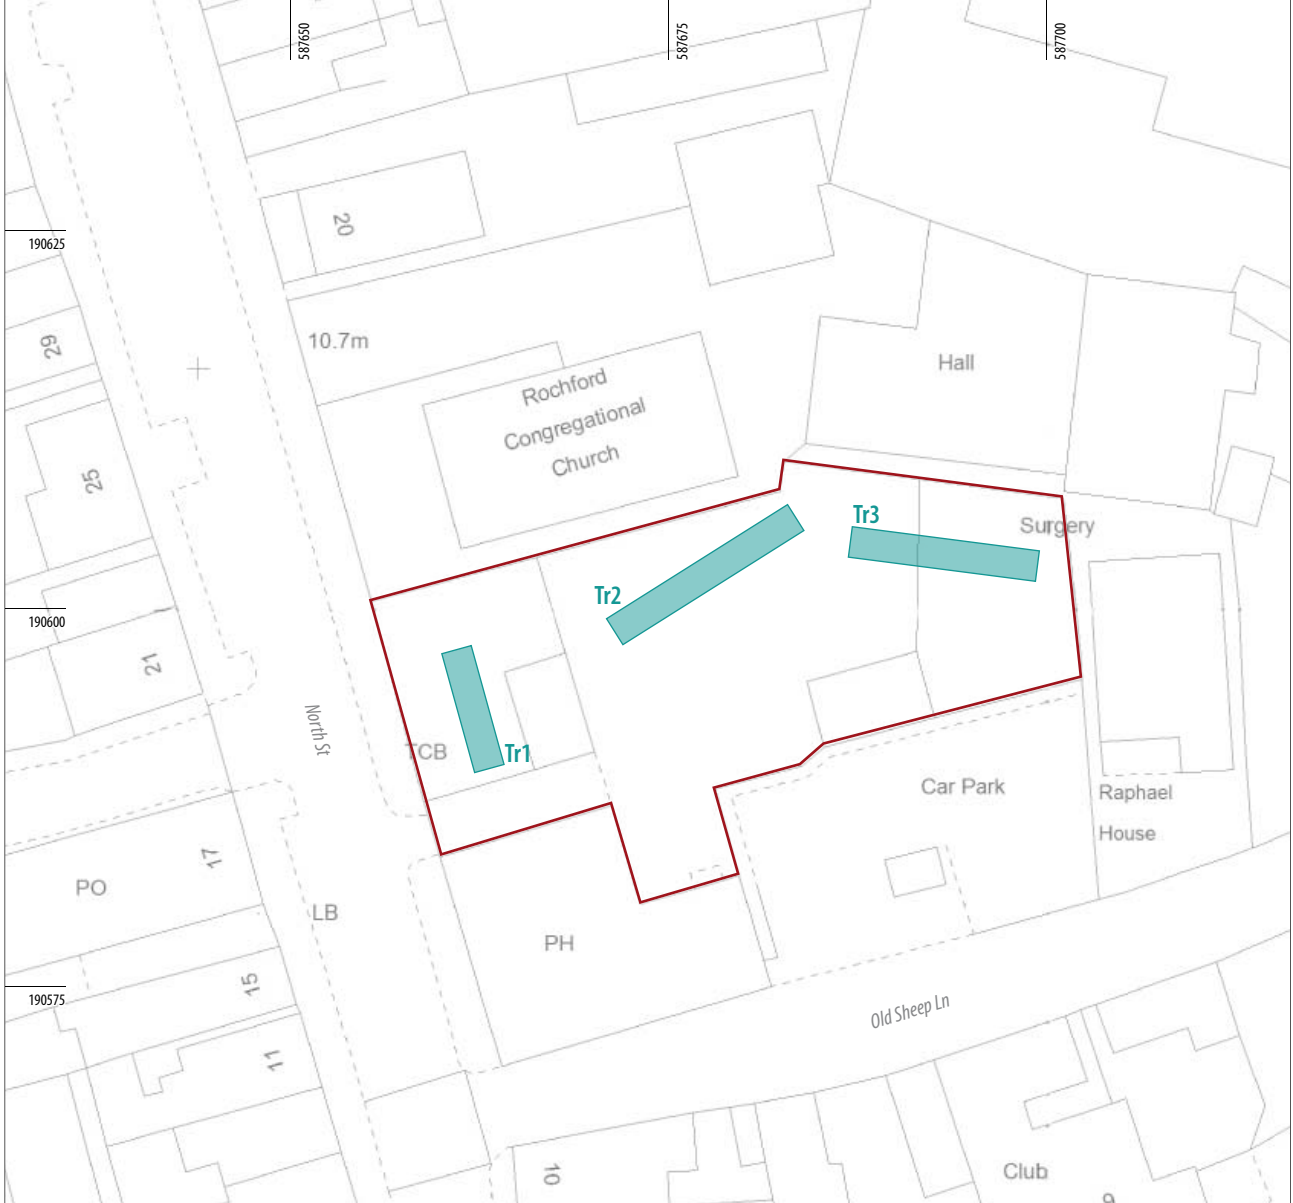 587650
587675
587700
190625
20
10.7m
29
Hall
Rochford
Congregational
Church
25
Tr3
Surgery
Tr2
190600
21
North St
TCB
Tr1
Car Park
Raphael
House
17
PO
LB
PH
15
190575
Old Sheep Ln
11
10
Club